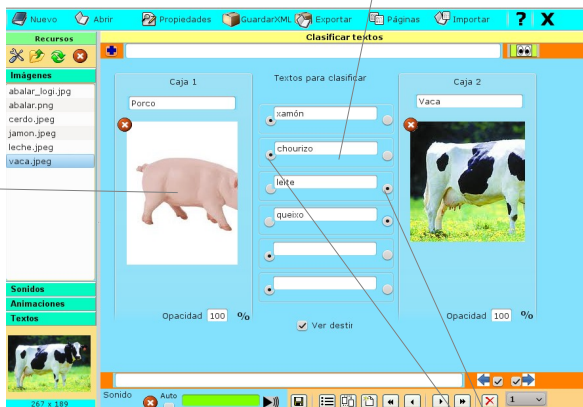 Nuevo Abrir Propiedades GuardarXML Exportar Páginas Importar ? X
Recursos
Clasificar textos
Imágenes
abalar_logi.jpg
abalar.png
cerdo.jpeg
jamon.jpeg
leche.jpeg
vaca.jpeg
Sonidos
Animaciones
Textos
267 x 189
Caja 1
Porco
Opacidad 100 %
Textos para clasificar
xamón
chourizo
leite
queixo
Ver destir
Caja 2
Vaca
Opacidad 100 %
Sonido Auto 1